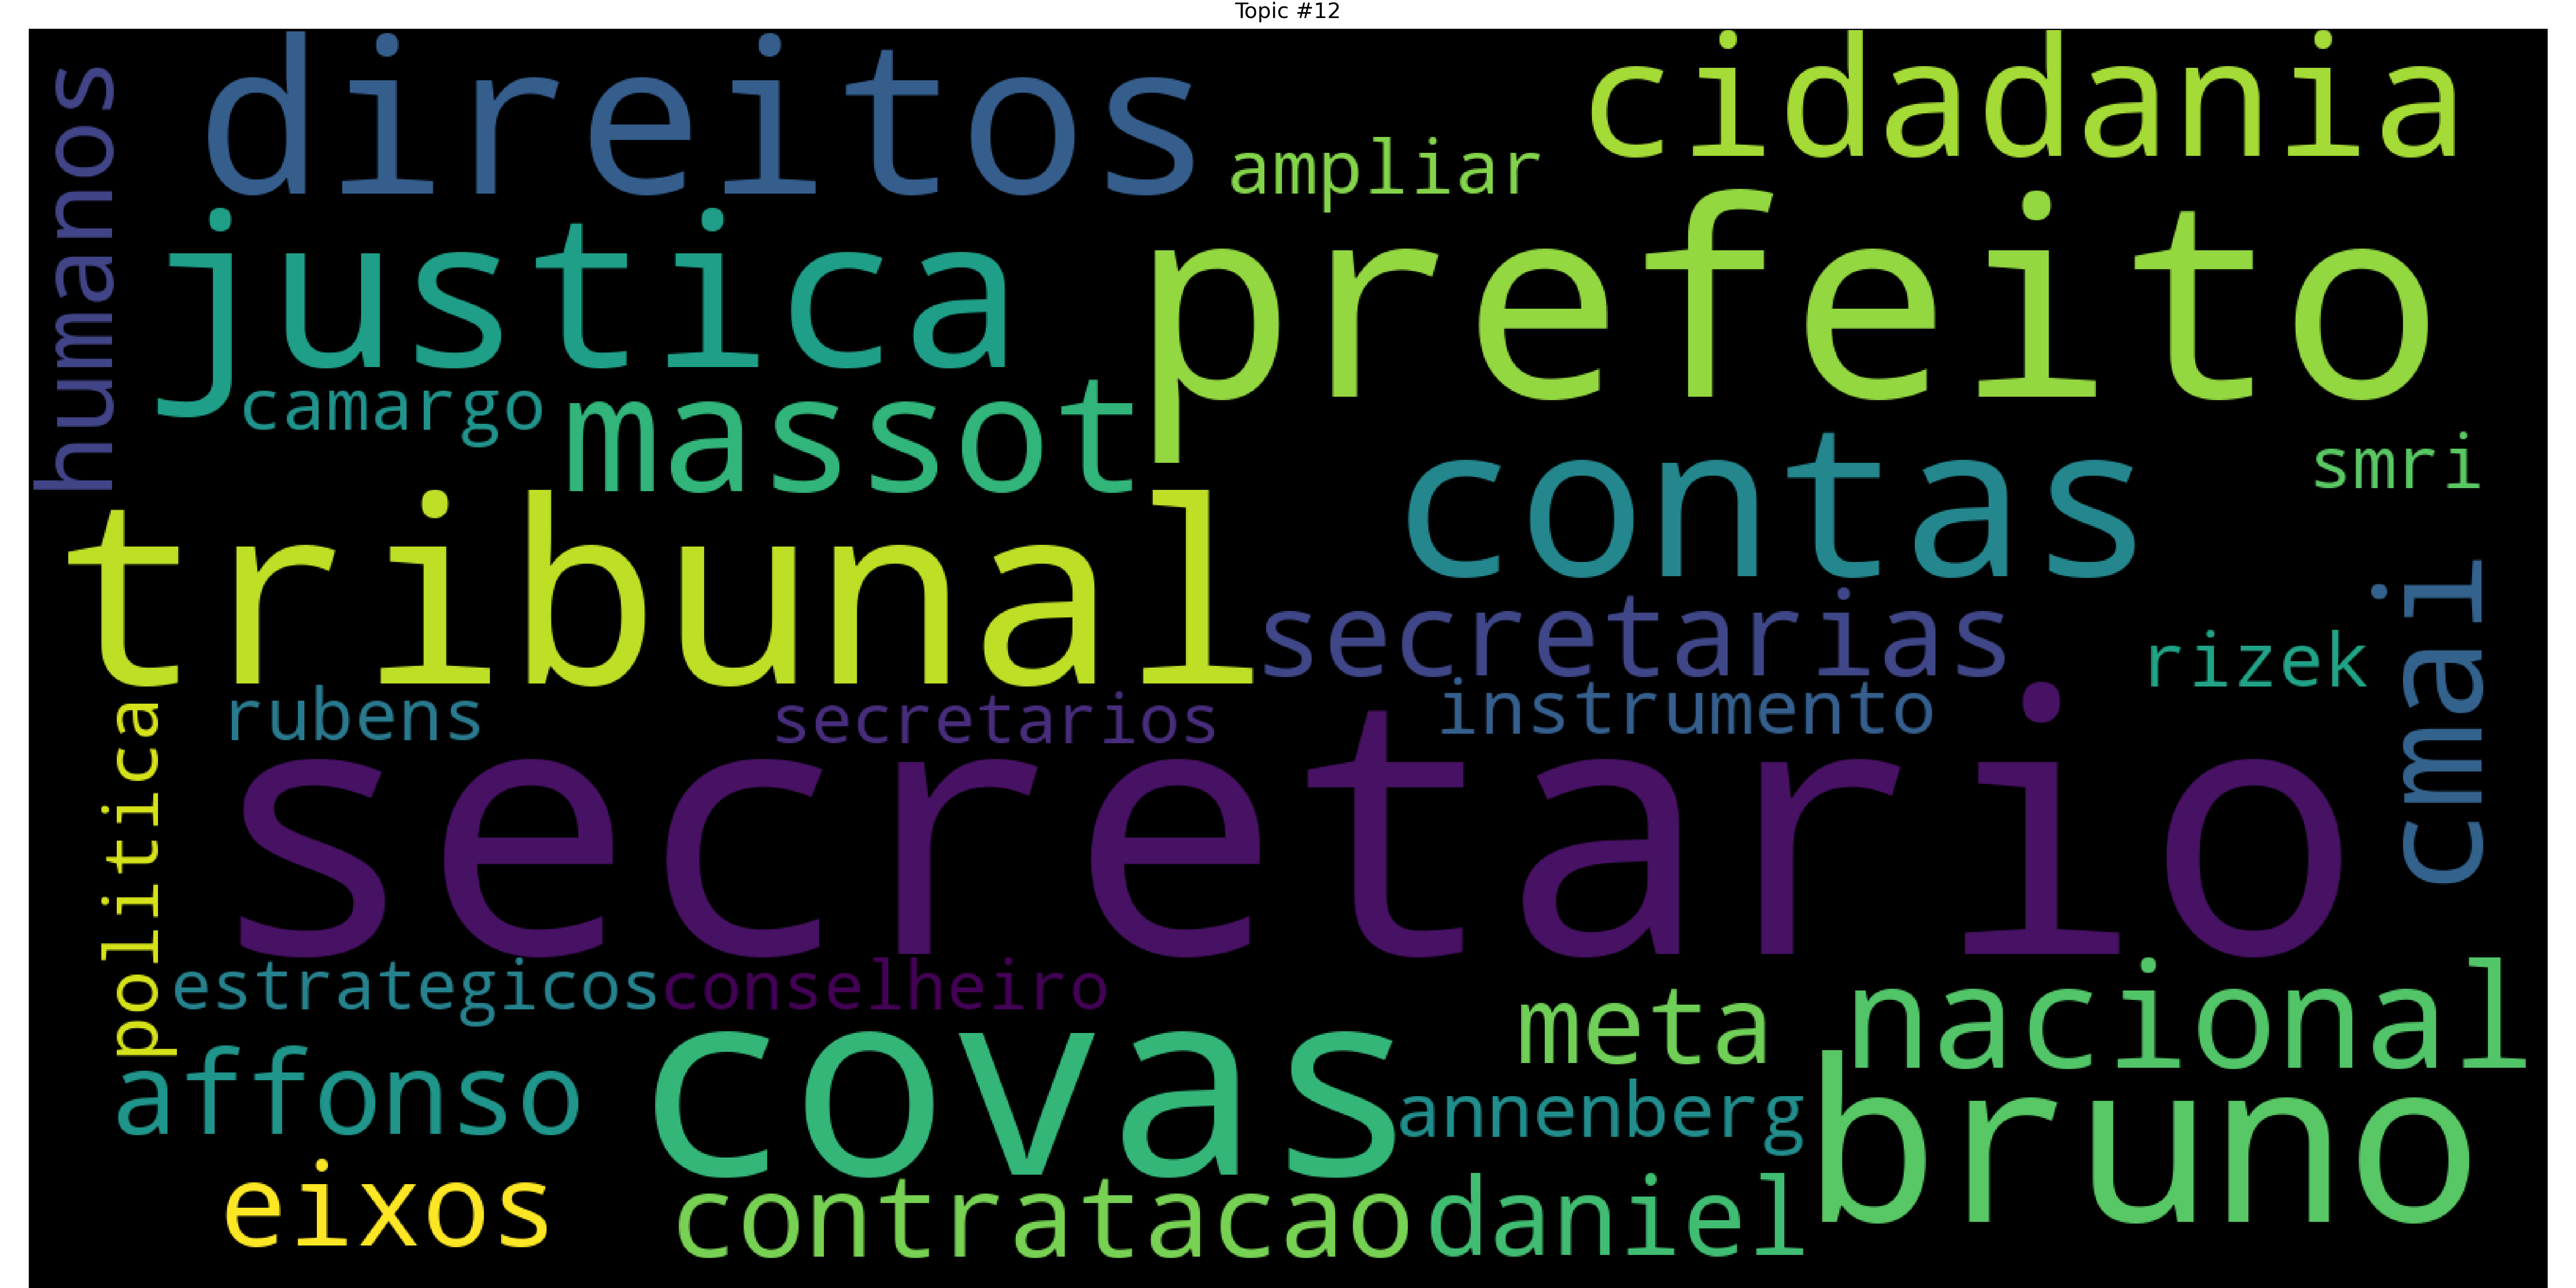 Topic #12
humanos
direitos
cidadania
ampliar
justica
prefeito
camargo
massot
contas
smri
tribunal
secretarias
rizek
cmai
politica
rubens
secretarios
instrumento
secretario
estrategicos
conselheiro
meta
nacional
affonso
covas
annenberg
bruno
eixos
contratacao
daniel